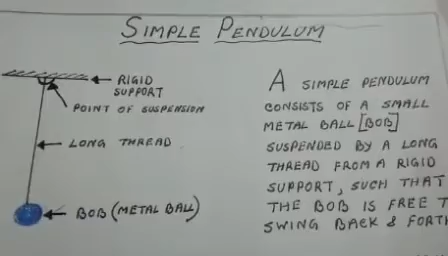 SIMPLE PENDULUM
RIGID
SUPPORT
POINT OF SUSPENSION
LONG THREAD
BOB (METAL BALL)
A SIMPLE PENDULUM
CONSISTS OF A SMALL
METAL BALL [BOB]
SUSPENDED BY A LONG
THREAD FROM A RIGID
SUPPORT, SUCH THAT
THE BOB IS FREE T
SWING BACK & FORTH